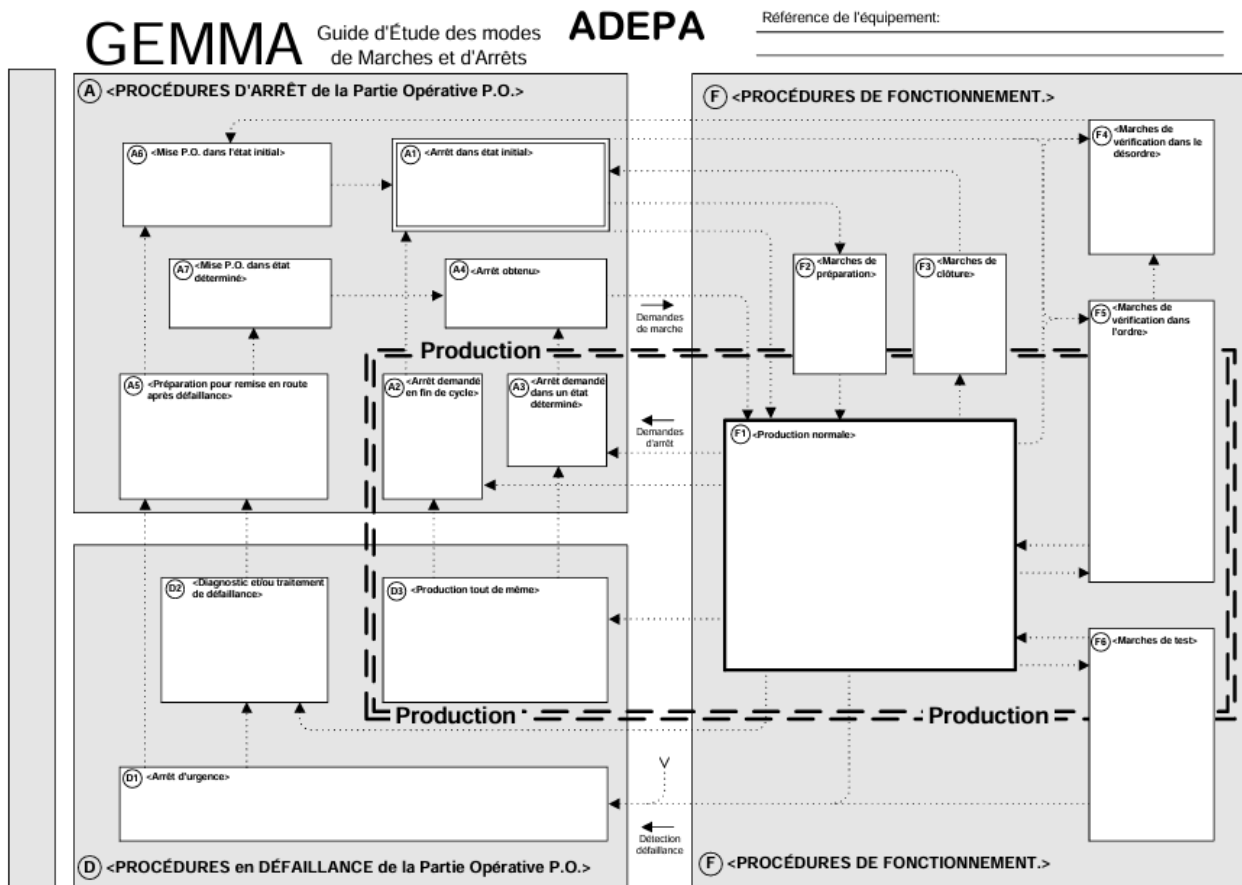 GEMMA
Guide d'Étude des modes
de Marches et d'Arrêts
ADEPA
Référence de l'équipement:
A <PROCÉDURES D'ARRÊT de la Partie Opérative P.O.>
F <PROCÉDURES DE FONCTIONNEMENT.>
A6 <Mise P.O. dans l'état initial>
A1 <Arrêt dans état initial>
F4 <Marches de
vérification dans le
désordre>
A7 <Mise P.O. dans état
déterminé>
A4 <Arrêt obtenu>
F2 <Marches de
préparation>
F3 <Marches de
clôture>
Demandes
de marche
F5 <Marches de
vérification dans
l'ordre>
Production
A5 <Préparation pour remise en route
après défaillance>
A2 <Arrêt demandé
en fin de cycle>
A3 <Arrêt demandé
dans un état
déterminé>
Demandes
d'arrêt
F1 <Production normale>
D2 <Diagnostic et/ou traitement
de défaillance>
D3 <Production tout de même>
F6 <Marches de test>
Production
Production
D1 <Arrêt d'urgence>
Détection
défaillance
D <PROCÉDURES en DÉFAILLANCE de la Partie Opérative P.O.>
F <PROCÉDURES DE FONCTIONNEMENT.>